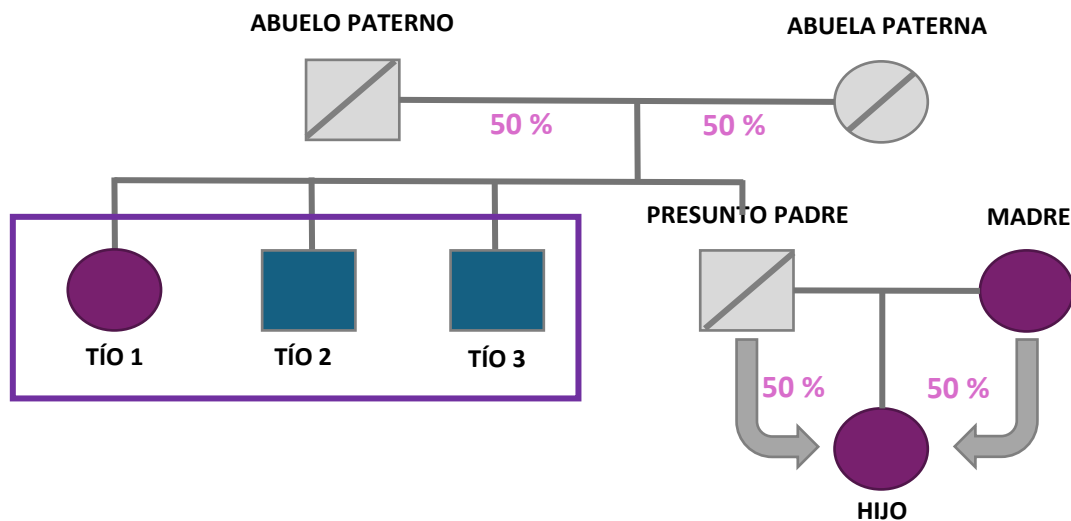 ABUELO PATERNO
ABUELA PATERNA
50 %
50 %
PRESUNTO PADRE
MADRE
TÍO 1
TÍO 2
TÍO 3
50 %
50 %
HIJO